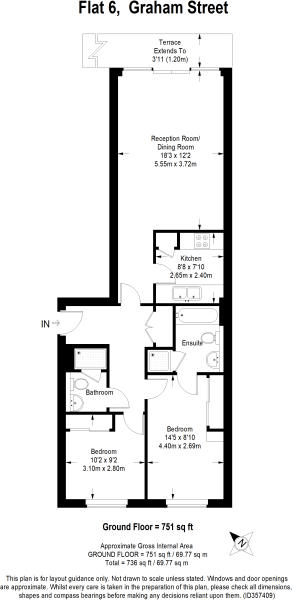 Flat 6, Graham Street
Terrace
Extends To
3'11 (1.20m)
Reception Room/
Dining Room
18'3 x 12'2
5.55m x 3.72m
Kitchen
8'8 x 7'10
2.65m x 2.40m
IN
Ensuite
Bathroom
Bedroom
14'5 x 8'10
4.40m x 2.69m
Bedroom
10'2 x 9'2
3.10m x 2.80m
Ground Floor = 751 sq ft
Approximate Gross Internal Area
GROUND FLOOR = 751 sq ft / 69.77 sq m
Total = 736 sq ft / 69.77 sq m
N
This plan is for layout guidance only. Not drawn to scale unless stated. Windows and door openings
are approximate. Whilst every care is taken in the preparation of this plan, please check all dimensions,
shapes and compass bearings before making any decisions reliant upon them. (ID357409)